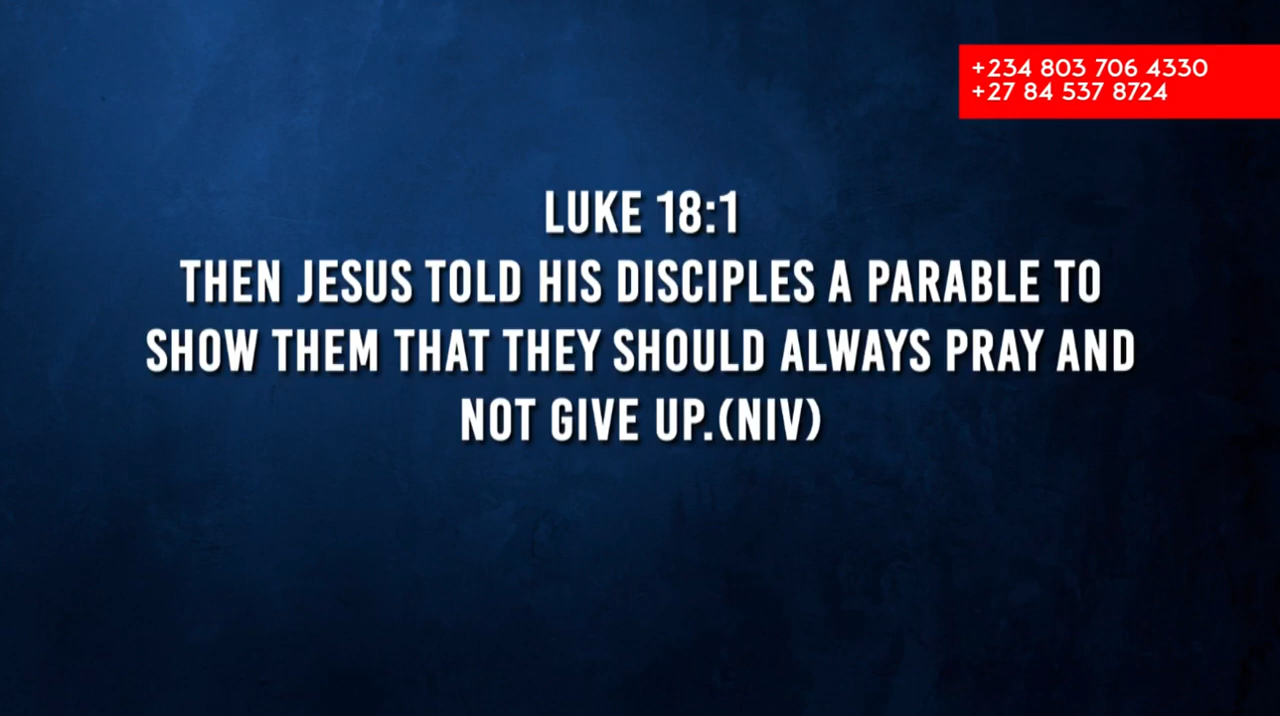 +234 803 706 4330
+27 84 537 8724
LUKE 18:1
THEN JESUS TOLD HIS DISCIPLES A PARABLE TO
SHOW THEM THAT THEY SHOULD ALWAYS PRAY AND
NOT GIVE UP.(NIV)